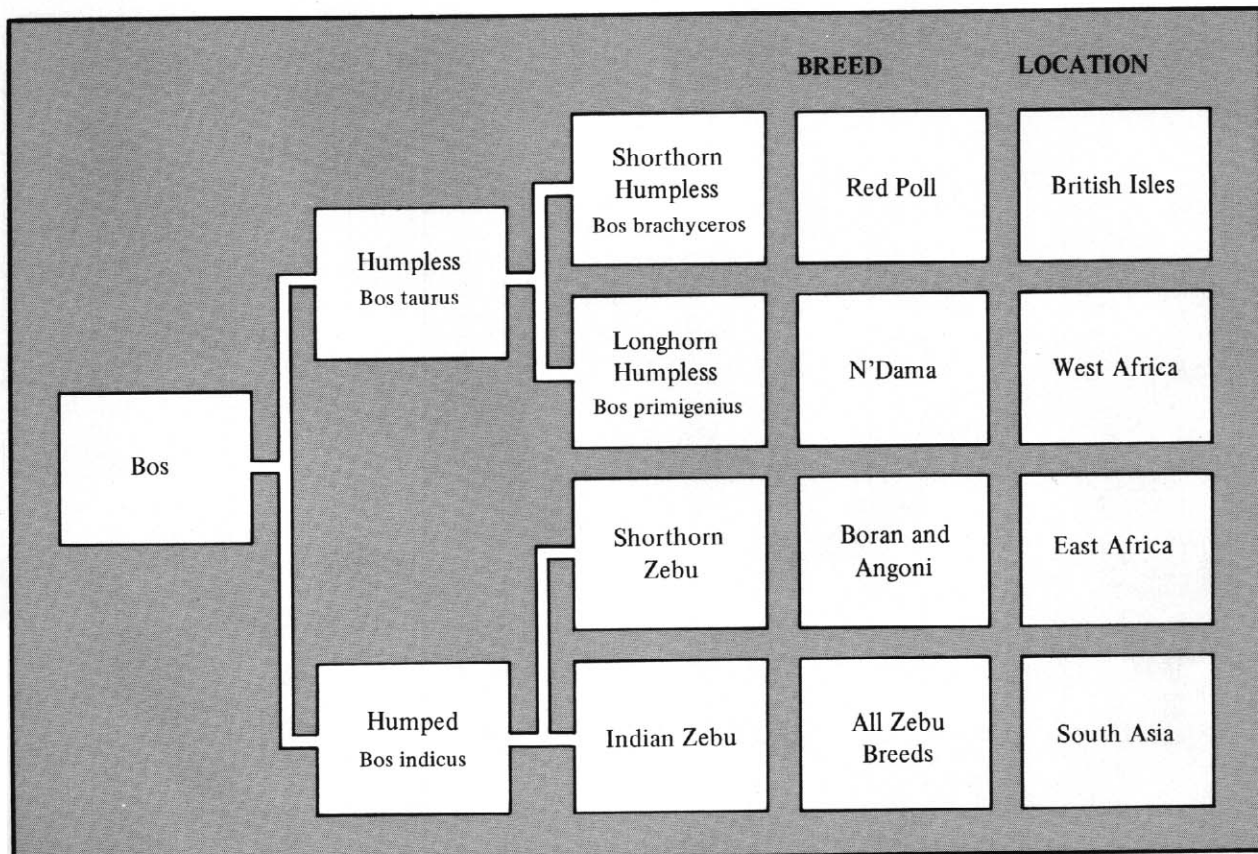 BREED LOCATION
Shorthorn
Humpless
Bos brachyceros
Red Poll
British Isles
Humpless
Bos taurus
Longhorn
Humpless
Bos primigenius
N'Dama
West Africa
Bos
Shorthorn
Zebu
Boran and
Angoni
East Africa
Humped
Bos indicus
Indian Zebu
All Zebu
Breeds
South Asia